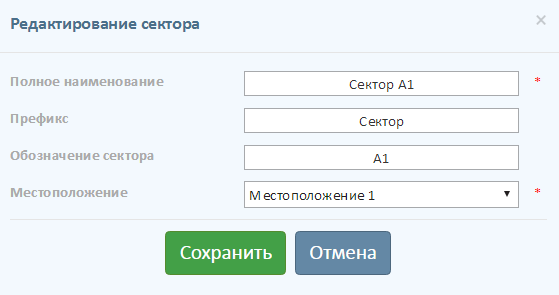 Редактирование сектора ×
Полное наименование Сектор А1 *
Префикс Сектор
Обозначение сектора А1
Местоположение Местоположение 1 ▼ *
Сохранить Отмена